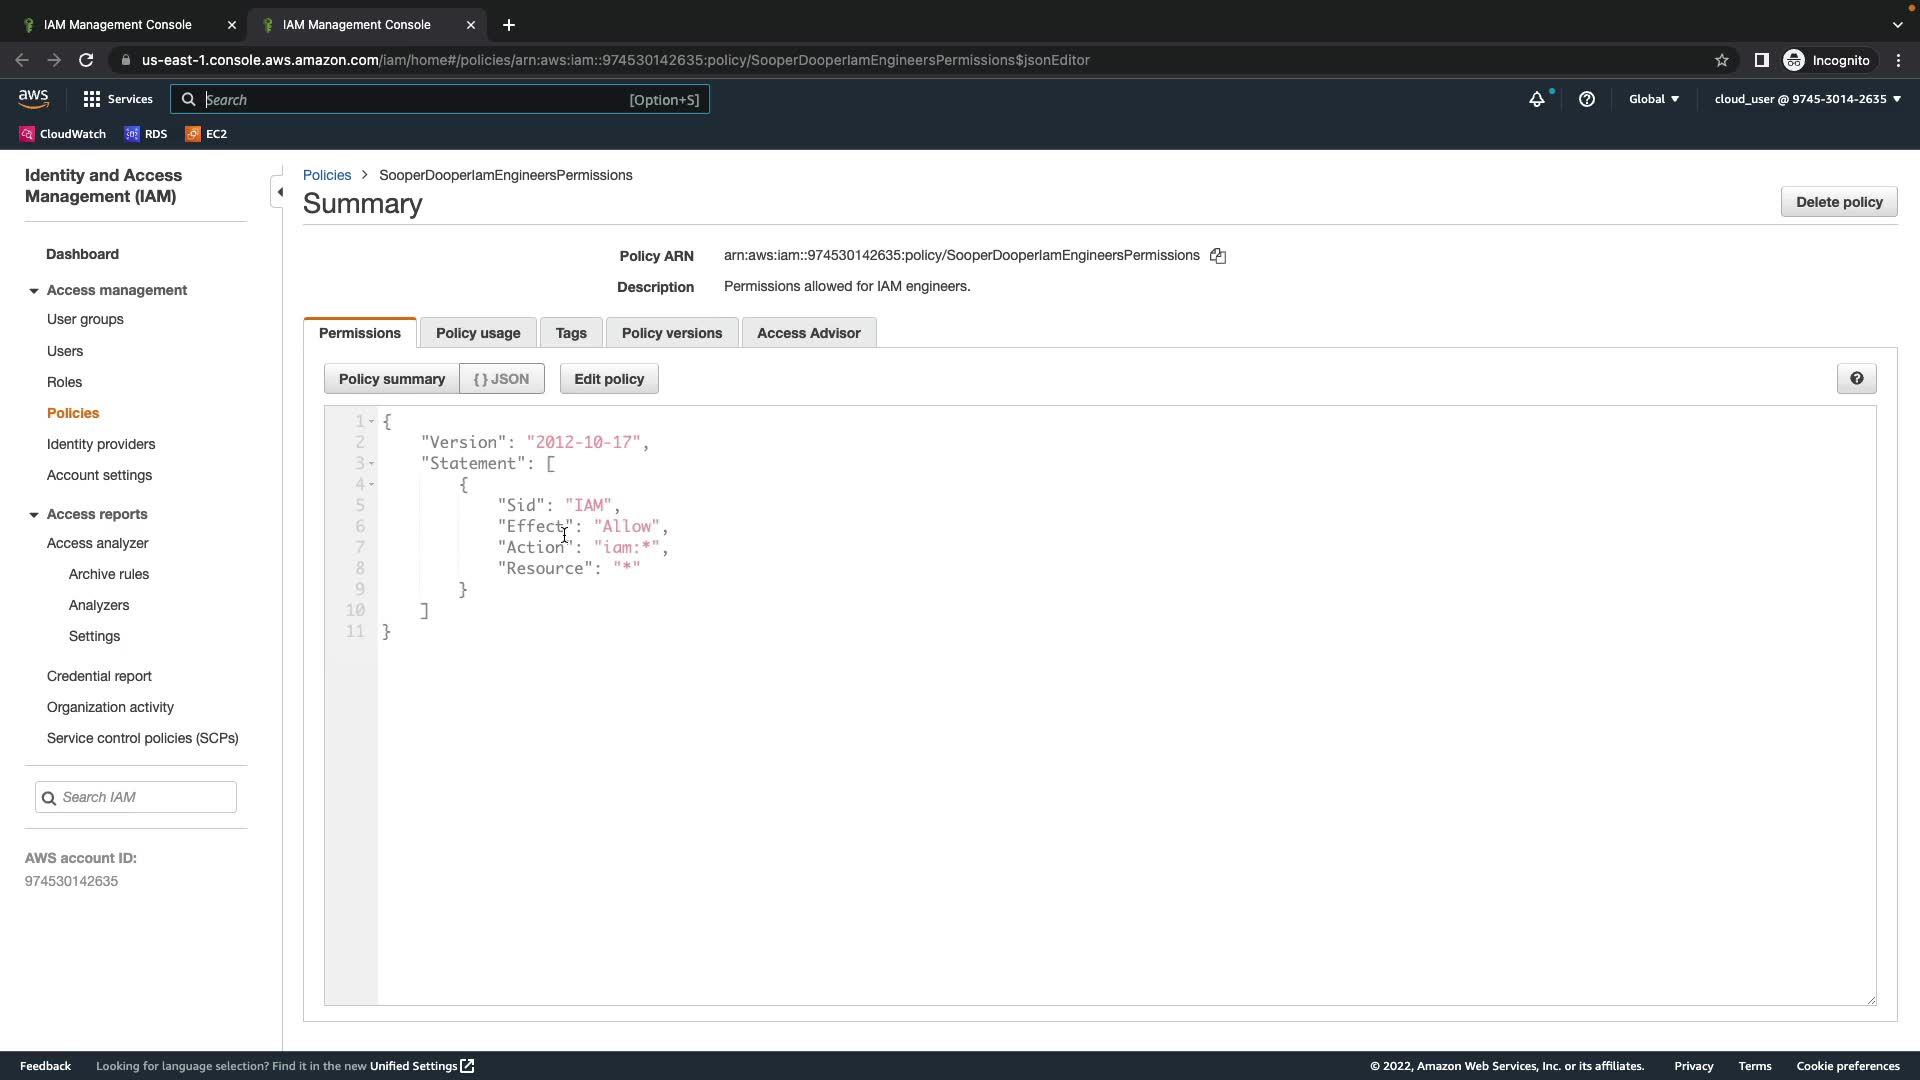 IAM Management Console
IAM Management Console
us-east-1.console.aws.amazon.com/iam/home#/policies/arn:aws:iam::974530142635:policy/SooperDooperIamEngineersPermissions$jsonEditor
Incognito
aws
Services
Search
[Option+S]
Global
cloud_user @ 9745-3014-2635
CloudWatch
RDS
EC2
Identity and Access
Management (IAM)
Dashboard
Access management
User groups
Users
Roles
Policies
Identity providers
Account settings
Access reports
Access analyzer
Archive rules
Analyzers
Settings
Credential report
Organization activity
Service control policies (SCPs)
Search IAM
AWS account ID:
974530142635
Policies > SooperDooperIamEngineersPermissions
Summary
Delete policy
Policy ARN arn:aws:iam::974530142635:policy/SooperDooperIamEngineersPermissions
Description Permissions allowed for IAM engineers.
Permissions
Policy usage
Tags
Policy versions
Access Advisor
Policy summary
{ } JSON
Edit policy
1 {
2 "Version": "2012-10-17",
3 "Statement": [
4 {
5 "Sid": "IAM",
6 "Effect": "Allow",
7 "Action": "iam:*",
8 "Resource": "*"
9 }
10 ]
11 }
Feedback
Looking for language selection? Find it in the new Unified Settings
© 2022, Amazon Web Services, Inc. or its affiliates.
Privacy
Terms
Cookie preferences